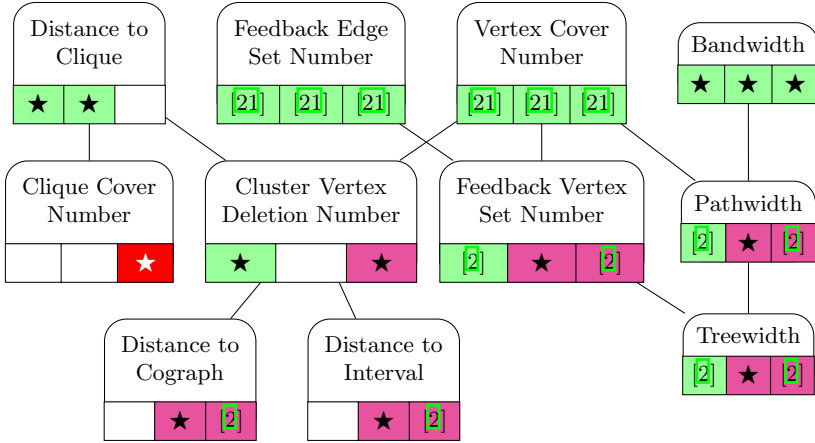 Distance to
Clique
★ ★
Feedback Edge
Set Number
[21] [21] [21]
Vertex Cover
Number
[21] [21] [21]
Bandwidth
★ ★ ★
Clique Cover
Number
★
Cluster Vertex
Deletion Number
★ ★
Feedback Vertex
Set Number
[2] ★ [2]
Pathwidth
[2] ★ [2]
Distance to
Cograph
★ [2]
Distance to
Interval
★ [2]
Treewidth
[2] ★ [2]